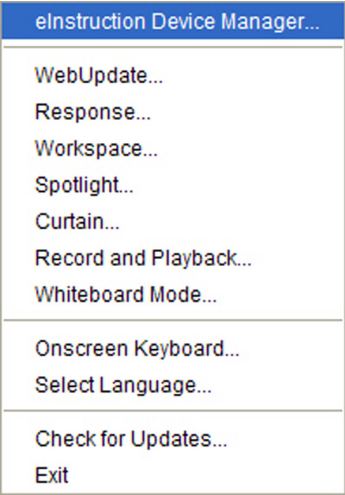 eInstruction Device Manager...
WebUpdate...
Response...
Workspace...
Spotlight...
Curtain...
Record and Playback...
Whiteboard Mode...
Onscreen Keyboard...
Select Language...
Check for Updates...
Exit